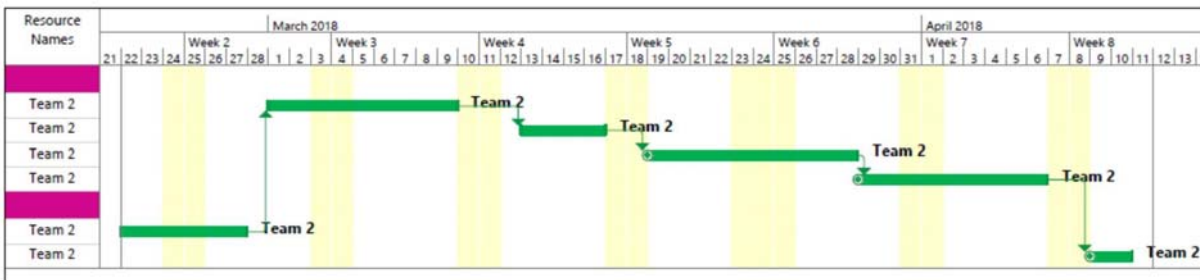 Resource Names
March 2018
April 2018
Week 2
Week 3
Week 4
Week 5
Week 6
Week 7
Week 8
21 22 23 24 25 26 27 28 1 2 3 4 5 6 7 8 9 10 11 12 13 14 15 16 17 18 19 20 21 22 23 24 25 26 27 28 29 30 31 1 2 3 4 5 6 7 8 9 10 11 12 13
Team 2
Team 2
Team 2
Team 2
Team 2
Team 2
Team 2
Team 2
Team 2
Team 2
Team 2
Team 2